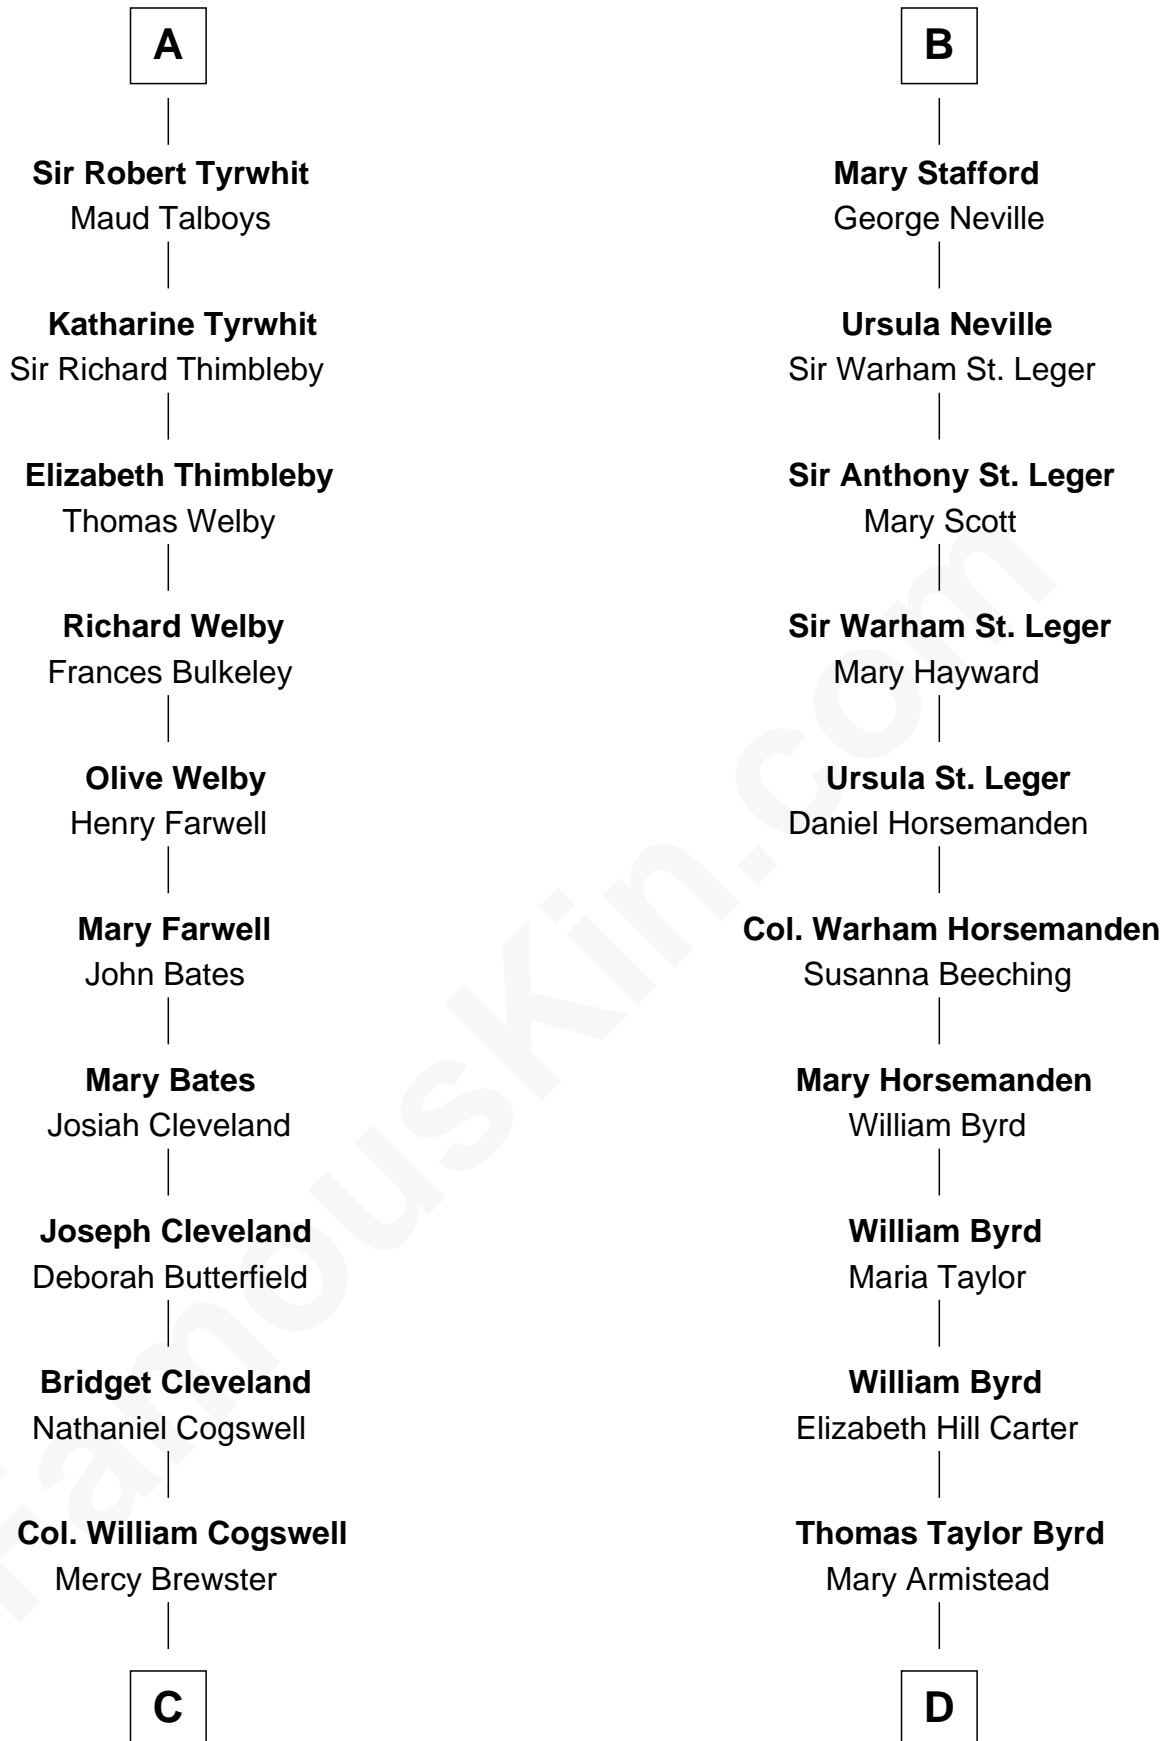 A
Sir Robert Tyrwhit
Maud Talboys
Katharine Tyrwhit
Sir Richard Thimbleby
Elizabeth Thimbleby
Thomas Welby
Richard Welby
Frances Bulkeley
Olive Welby
Henry Farwell
Mary Farwell
John Bates
Mary Bates
Josiah Cleveland
Joseph Cleveland
Deborah Butterfield
Bridget Cleveland
Nathaniel Cogswell
Col. William Cogswell
Mercy Brewster
C
B
Mary Stafford
George Neville
Ursula Neville
Sir Warham St. Leger
Sir Anthony St. Leger
Mary Scott
Sir Warham St. Leger
Mary Hayward
Ursula St. Leger
Daniel Horsemanden
Col. Warham Horsemanden
Susanna Beeching
Mary Horsemanden
William Byrd
William Byrd
Maria Taylor
William Byrd
Elizabeth Hill Carter
Thomas Taylor Byrd
Mary Armistead
D
FamousKin.com